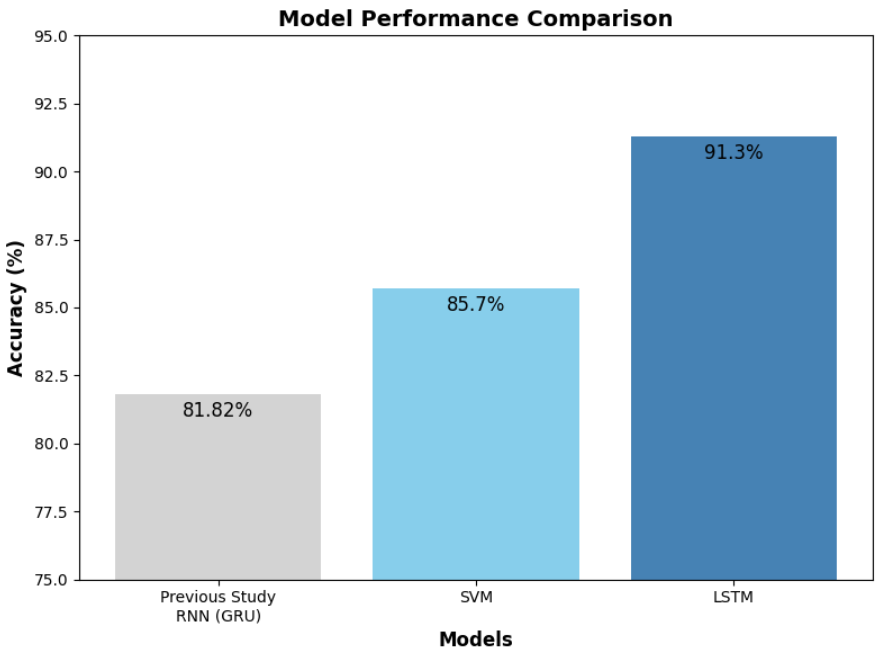 Model Performance Comparison
95.0
92.5
90.0
87.5
85.0
82.5
80.0
77.5
75.0
Accuracy (%)
81.82%
85.7%
91.3%
Previous Study
RNN (GRU)
SVM
LSTM
Models